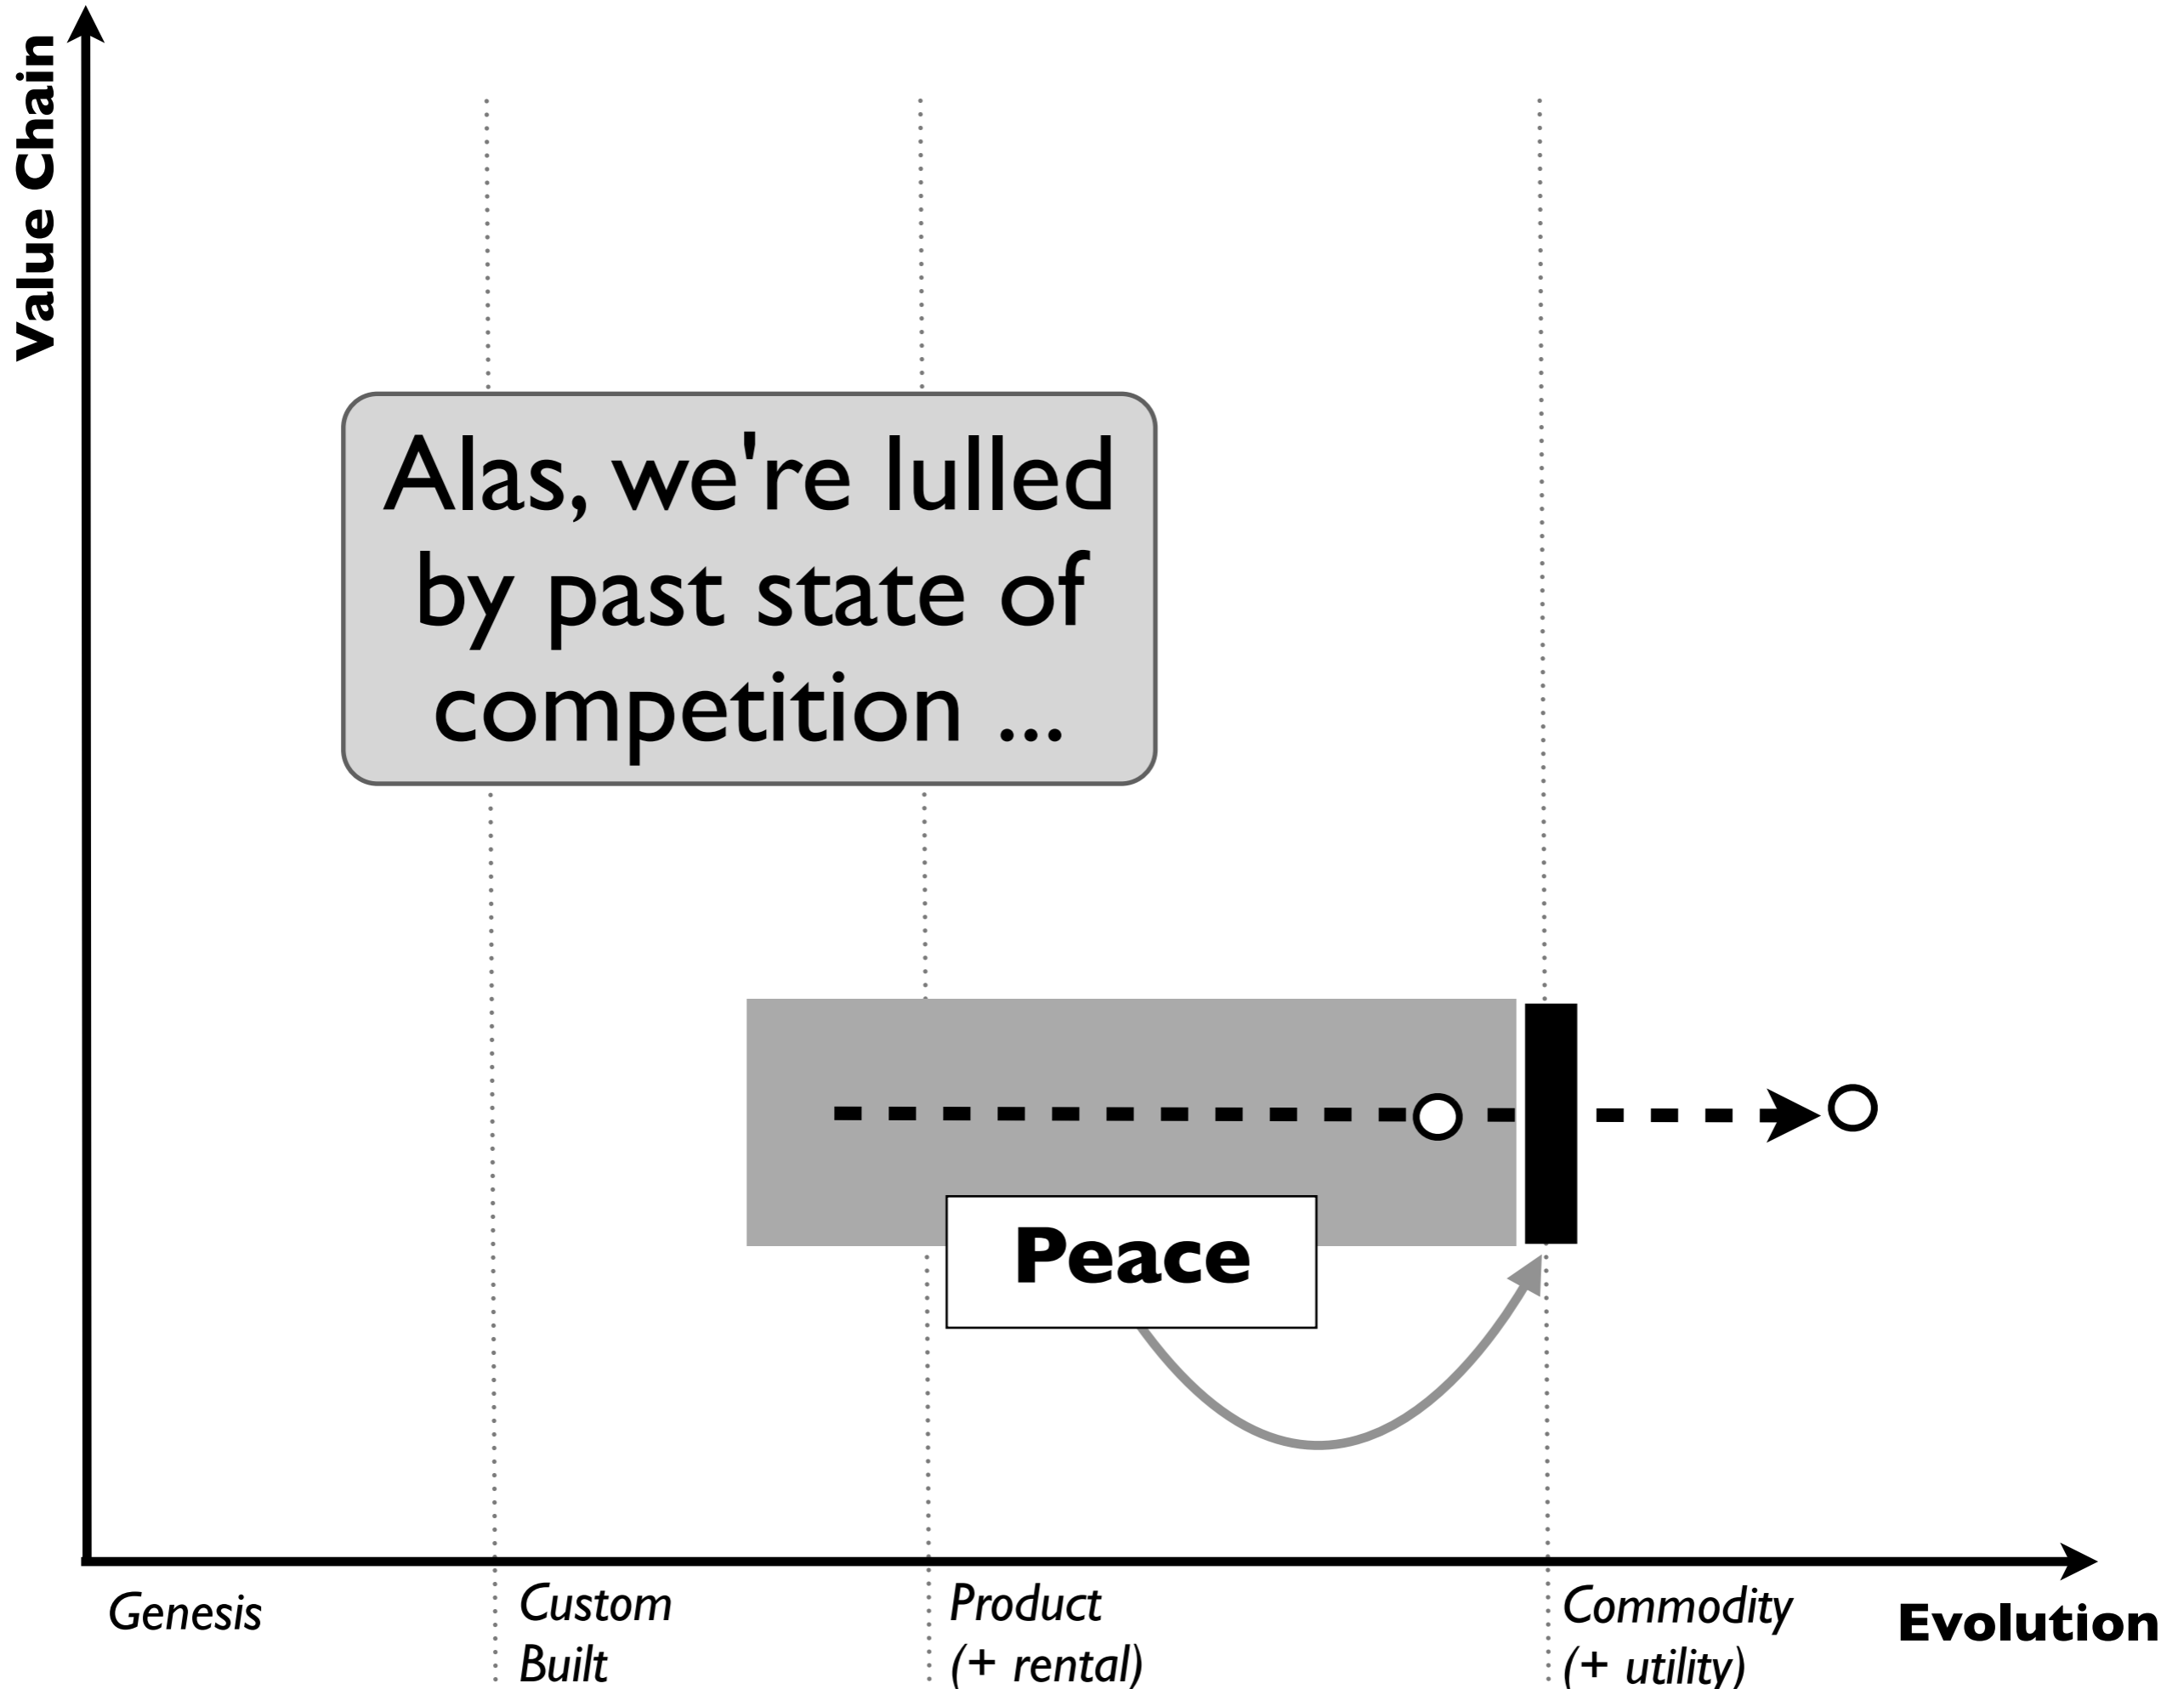 Value Chain
Alas, we're lulled
by past state of
competition ...
Peace
Genesis
Custom
Built
Product
(+ rental)
Commodity
(+ utility)
Evolution